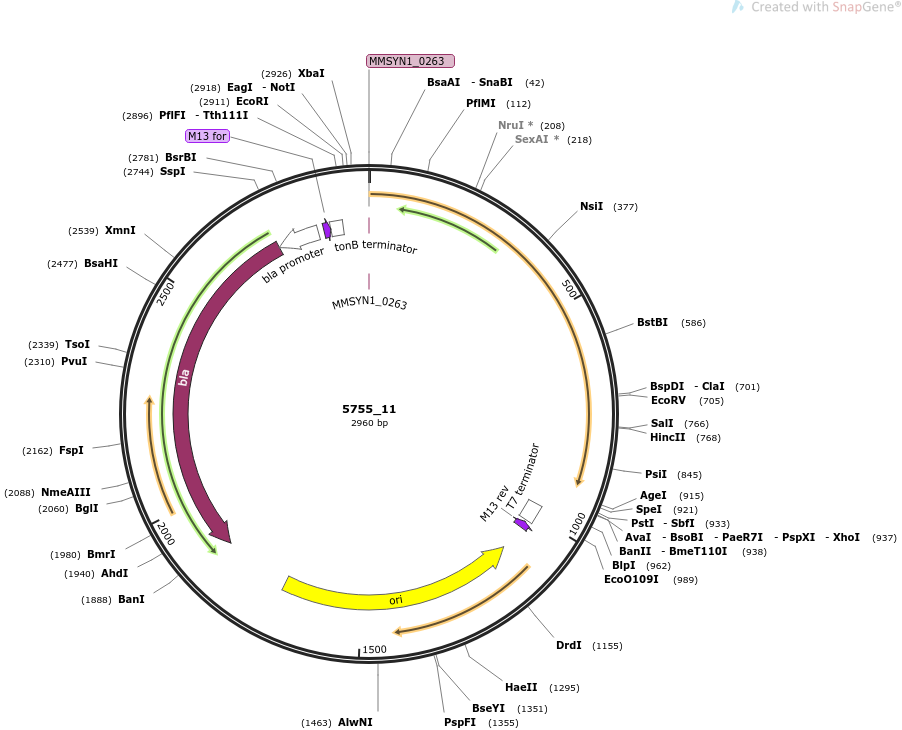 Created with SnapGene®
MMSYN1_0263
(2926) XbaI
(2918) EagI - NotI
(2911) EcoRI
(2896) PflFI - Tth111I
M13 for
(2781) BsrBI
(2744) SspI
(2539) XmnI
(2477) BsaHI
(2339) TsoI
(2310) PvuI
(2162) FspI
(2088) NmeAIII
(2060) BglI
(1980) BmrI
(1940) AhdI
(1888) BanI
(1463) AlwNI
BsaAI - SnaBI (42)
PflMI (112)
NruI * (208)
SexAI * (218)
NsiI (377)
BstBI (586)
BspDI - ClaI (701)
EcoRV (705)
SalI (766)
HincII (768)
PsiI (845)
AgeI (915)
SpeI (921)
PstI - SbfI (933)
AvaI - BsoBI - PaeR7I - PspXI - XhoI (937)
BanII - BmeT110I (938)
BlpI (962)
EcoO109I (989)
DrdI (1155)
HaeII (1295)
BseYI (1351)
PspFI (1355)
500
1000
1500
2000
2500
tonB terminator
bla promoter
MMSYN1_0263
bla
5755_11
2960 bp
T7 terminator
M13 rev
ori